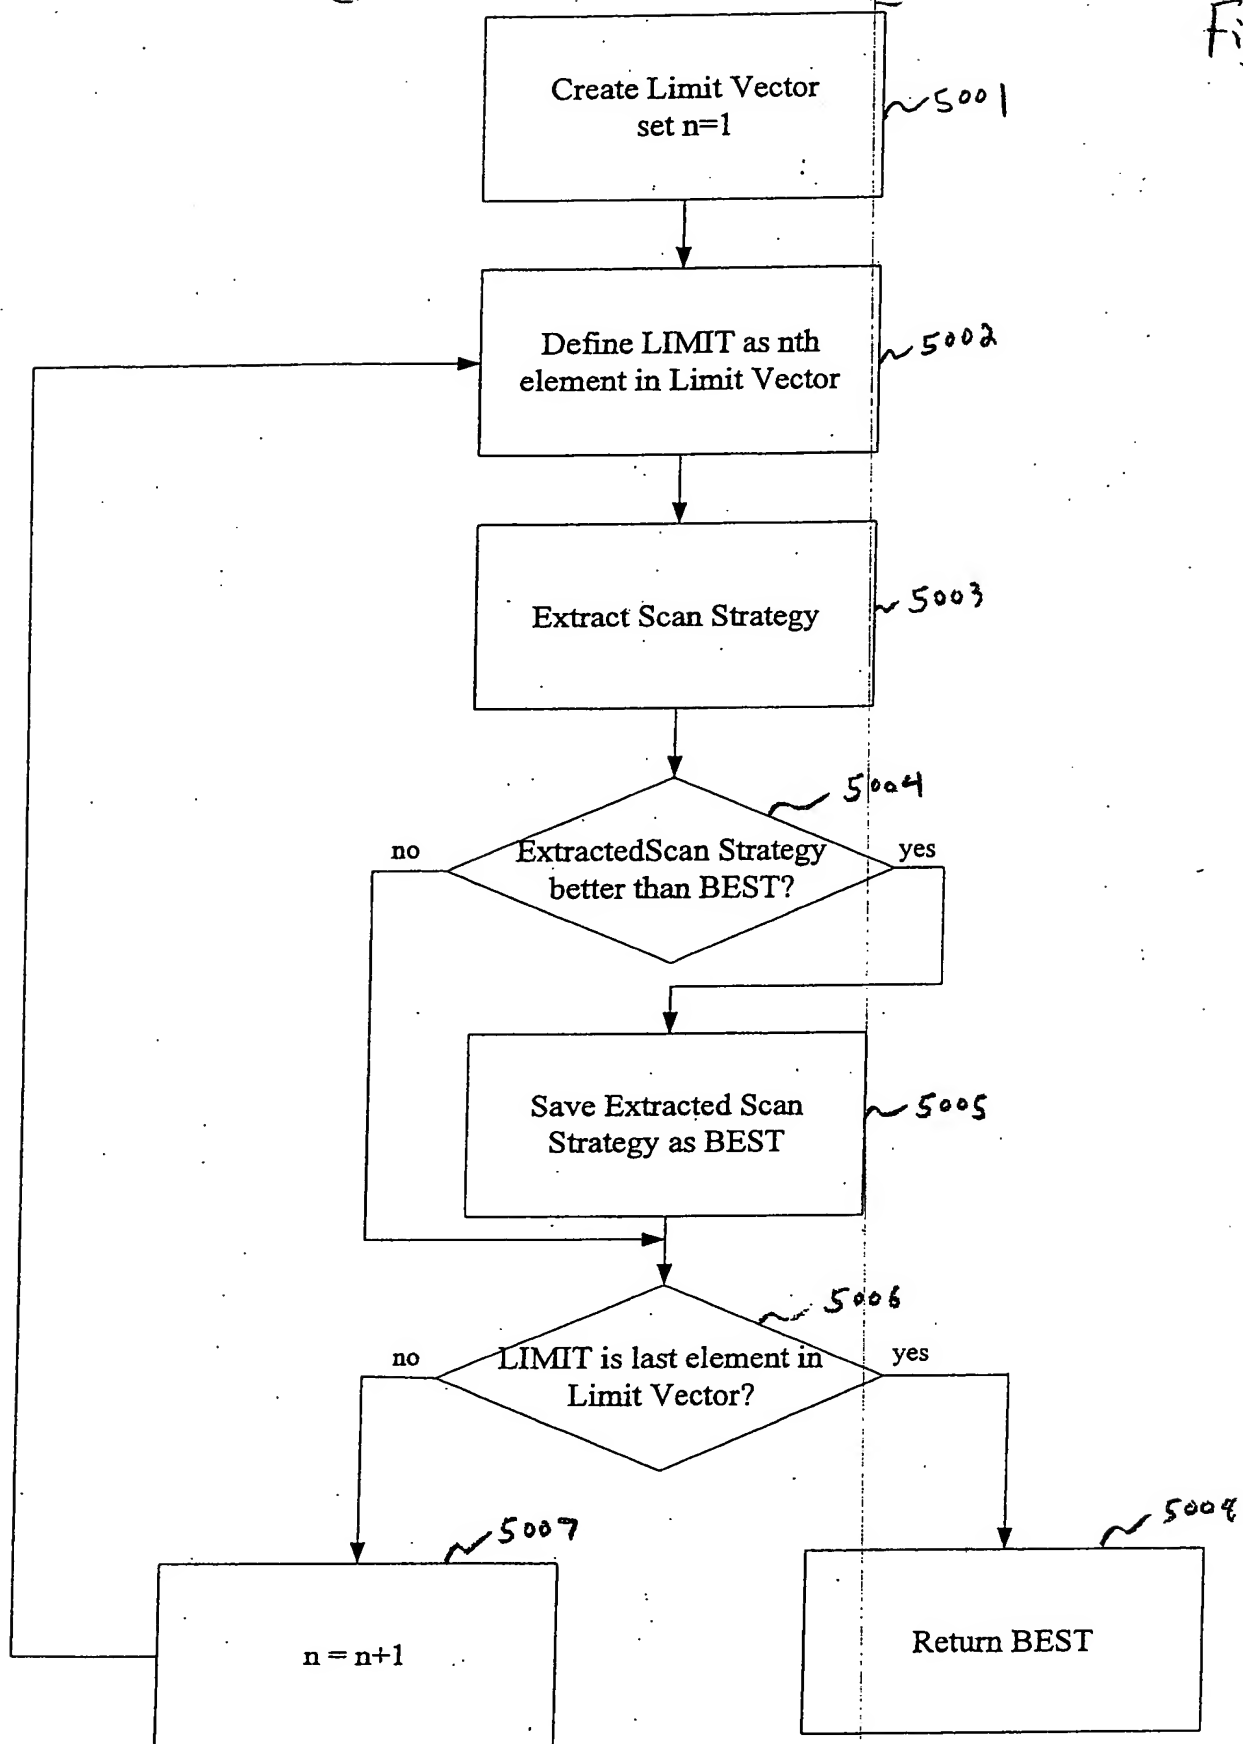 Create Limit Vector
set n=1
5001
Define LIMIT as nth
element in Limit Vector
5002
Extract Scan Strategy
5003
5004
no
ExtractedScan Strategy
better than BEST?
yes
Save Extracted Scan
Strategy as BEST
5005
5006
no
LIMIT is last element in
Limit Vector?
yes
5007
n = n+1
Return BEST